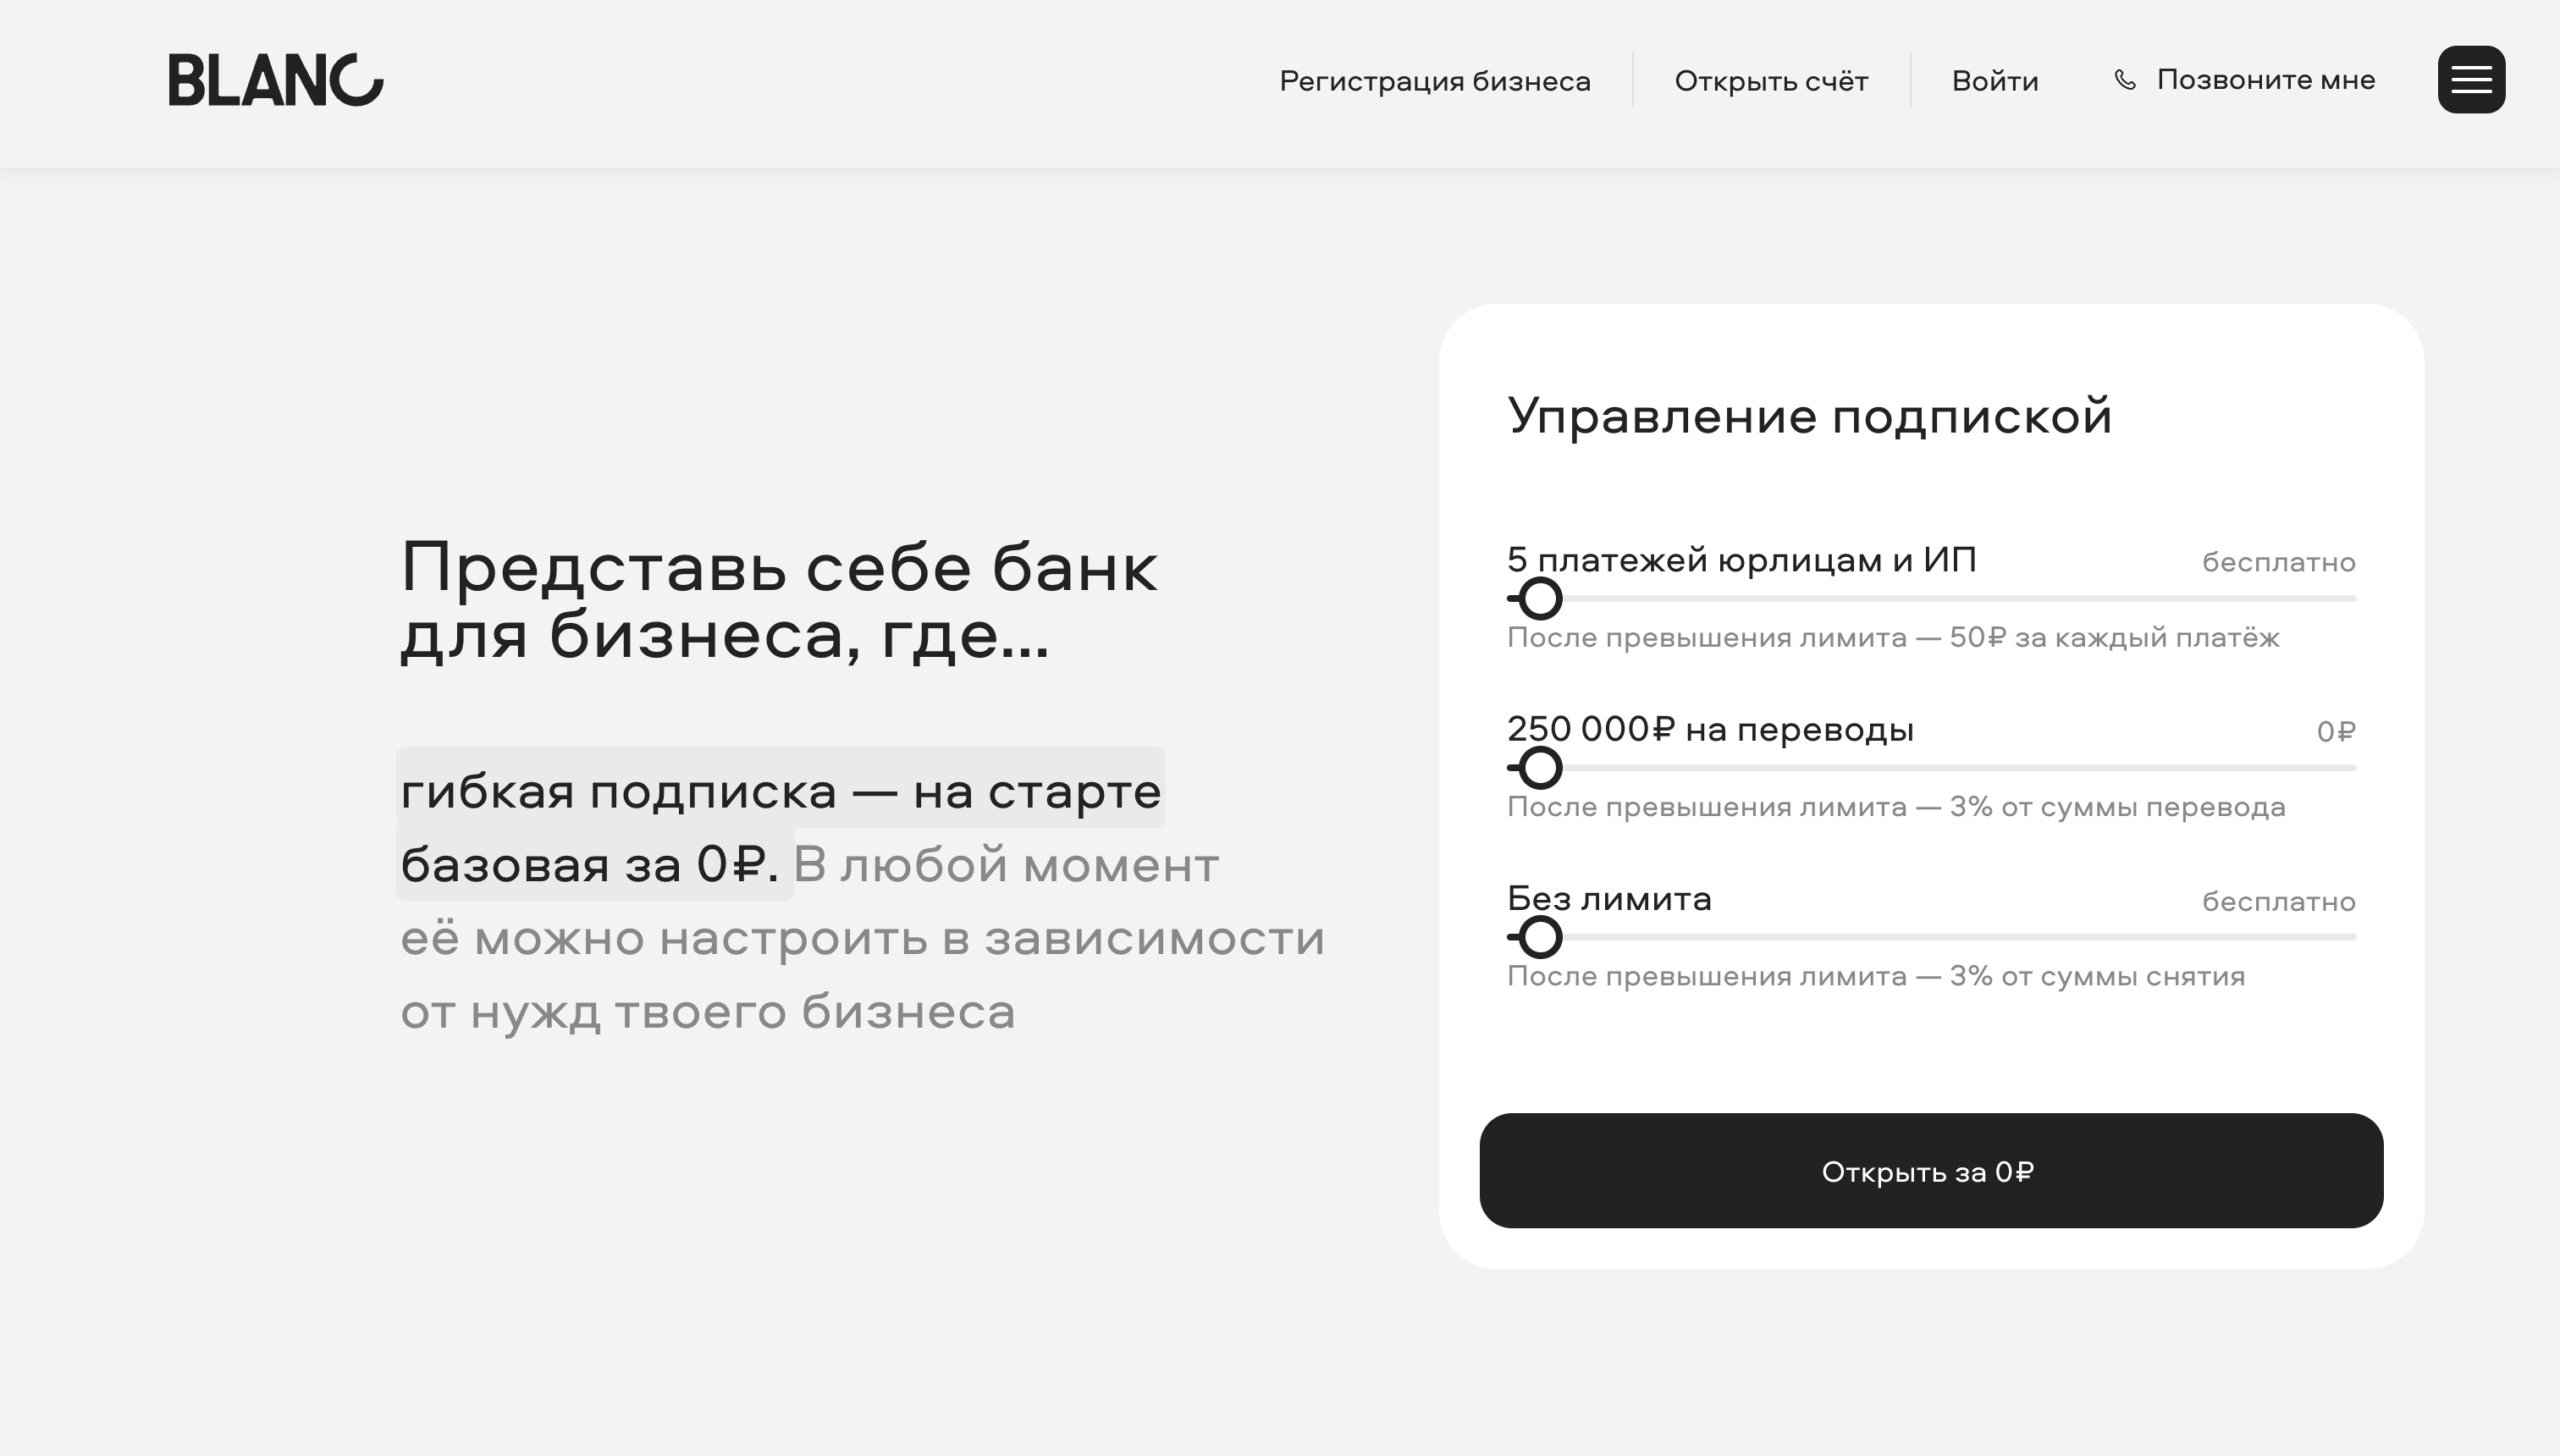 BLANC
Регистрация бизнеса
Открыть счёт
Войти
Позвоните мне
Представь себе банк
для бизнеса, где...
гибкая подписка — на старте
базовая за 0₽. В любой момент
её можно настроить в зависимости
от нужд твоего бизнеса
Управление подпиской
5 платежей юрлицам и ИП
бесплатно
После превышения лимита — 50₽ за каждый платёж
250 000₽ на переводы
0₽
После превышения лимита — 3% от суммы перевода
Без лимита
бесплатно
После превышения лимита — 3% от суммы снятия
Открыть за 0₽